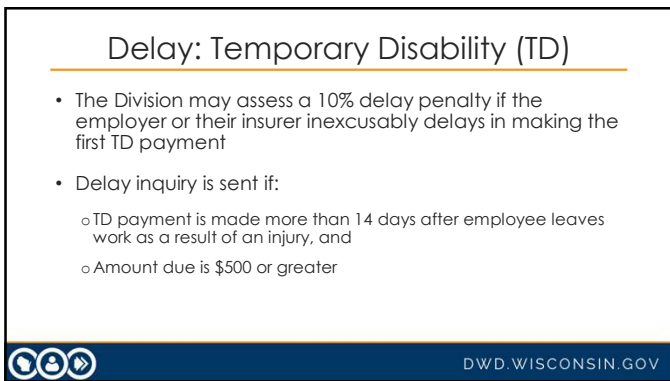 Delay: Temporary Disability (TD)
• The Division may assess a 10% delay penalty if the
employer or their insurer inexcusably delays in making the
first TD payment
• Delay inquiry is sent if:
o TD payment is made more than 14 days after employee leaves
work as a result of an injury, and
o Amount due is $500 or greater
DWD.WISCONSIN.GOV